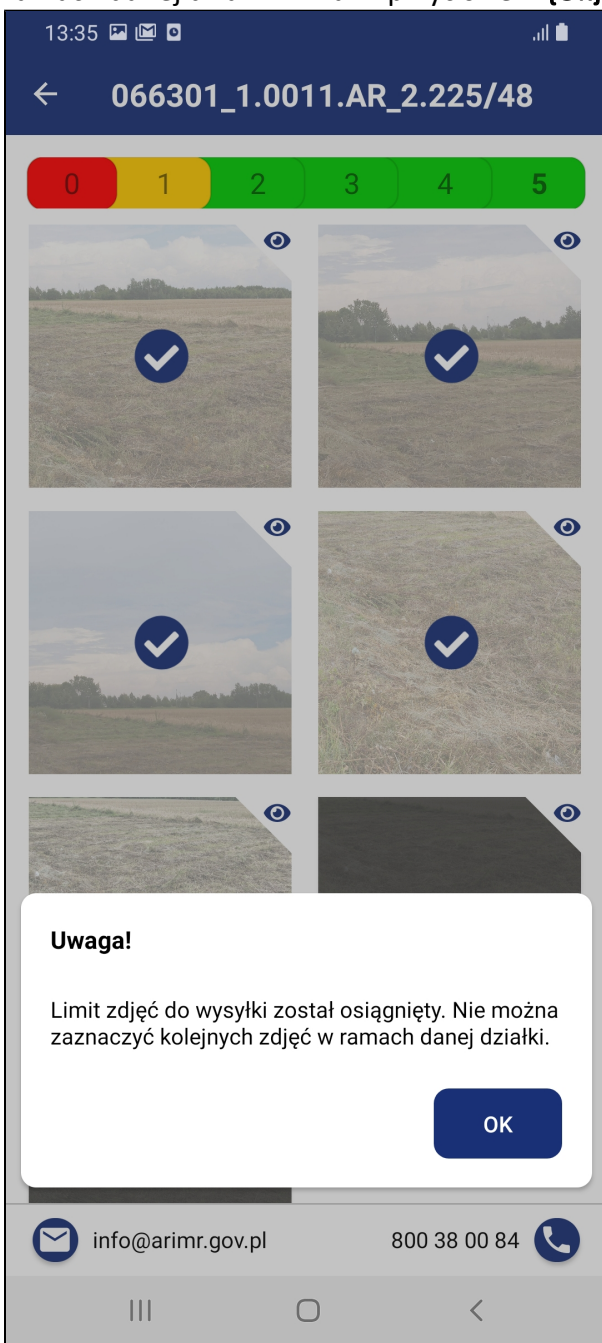 13:35
066301_1.0011.AR_2.225/48
0 1 2 3 4 5
Uwaga!
Limit zdjęć do wysyłki został osiągnięty. Nie można
zaznaczyć kolejnych zdjęć w ramach danej działki.
OK
info@arimr.gov.pl 800 38 00 84